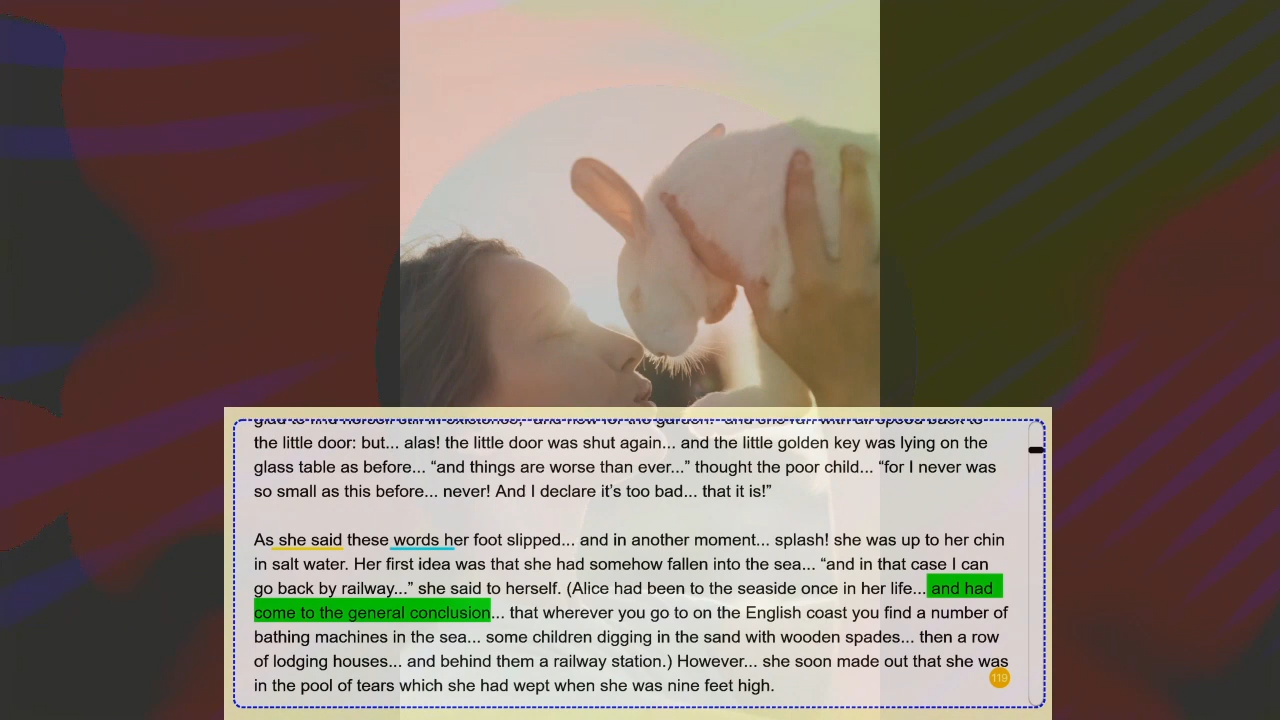 the little door: but... alas! the little door was shut again... and the little golden key was lying on the
glass table as before... “and things are worse than ever...” thought the poor child... “for I never was
so small as this before... never! And I declare it’s too bad... that it is!”
As she said these words her foot slipped... and in another moment... splash! she was up to her chin
in salt water. Her first idea was that she had somehow fallen into the sea... “and in that case I can
go back by railway...” she said to herself. (Alice had been to the seaside once in her life... and had
come to the general conclusion... that wherever you go to on the English coast you find a number of
bathing machines in the sea... some children digging in the sand with wooden spades... then a row
of lodging houses... and behind them a railway station.) However... she soon made out that she was
in the pool of tears which she had wept when she was nine feet high.
119